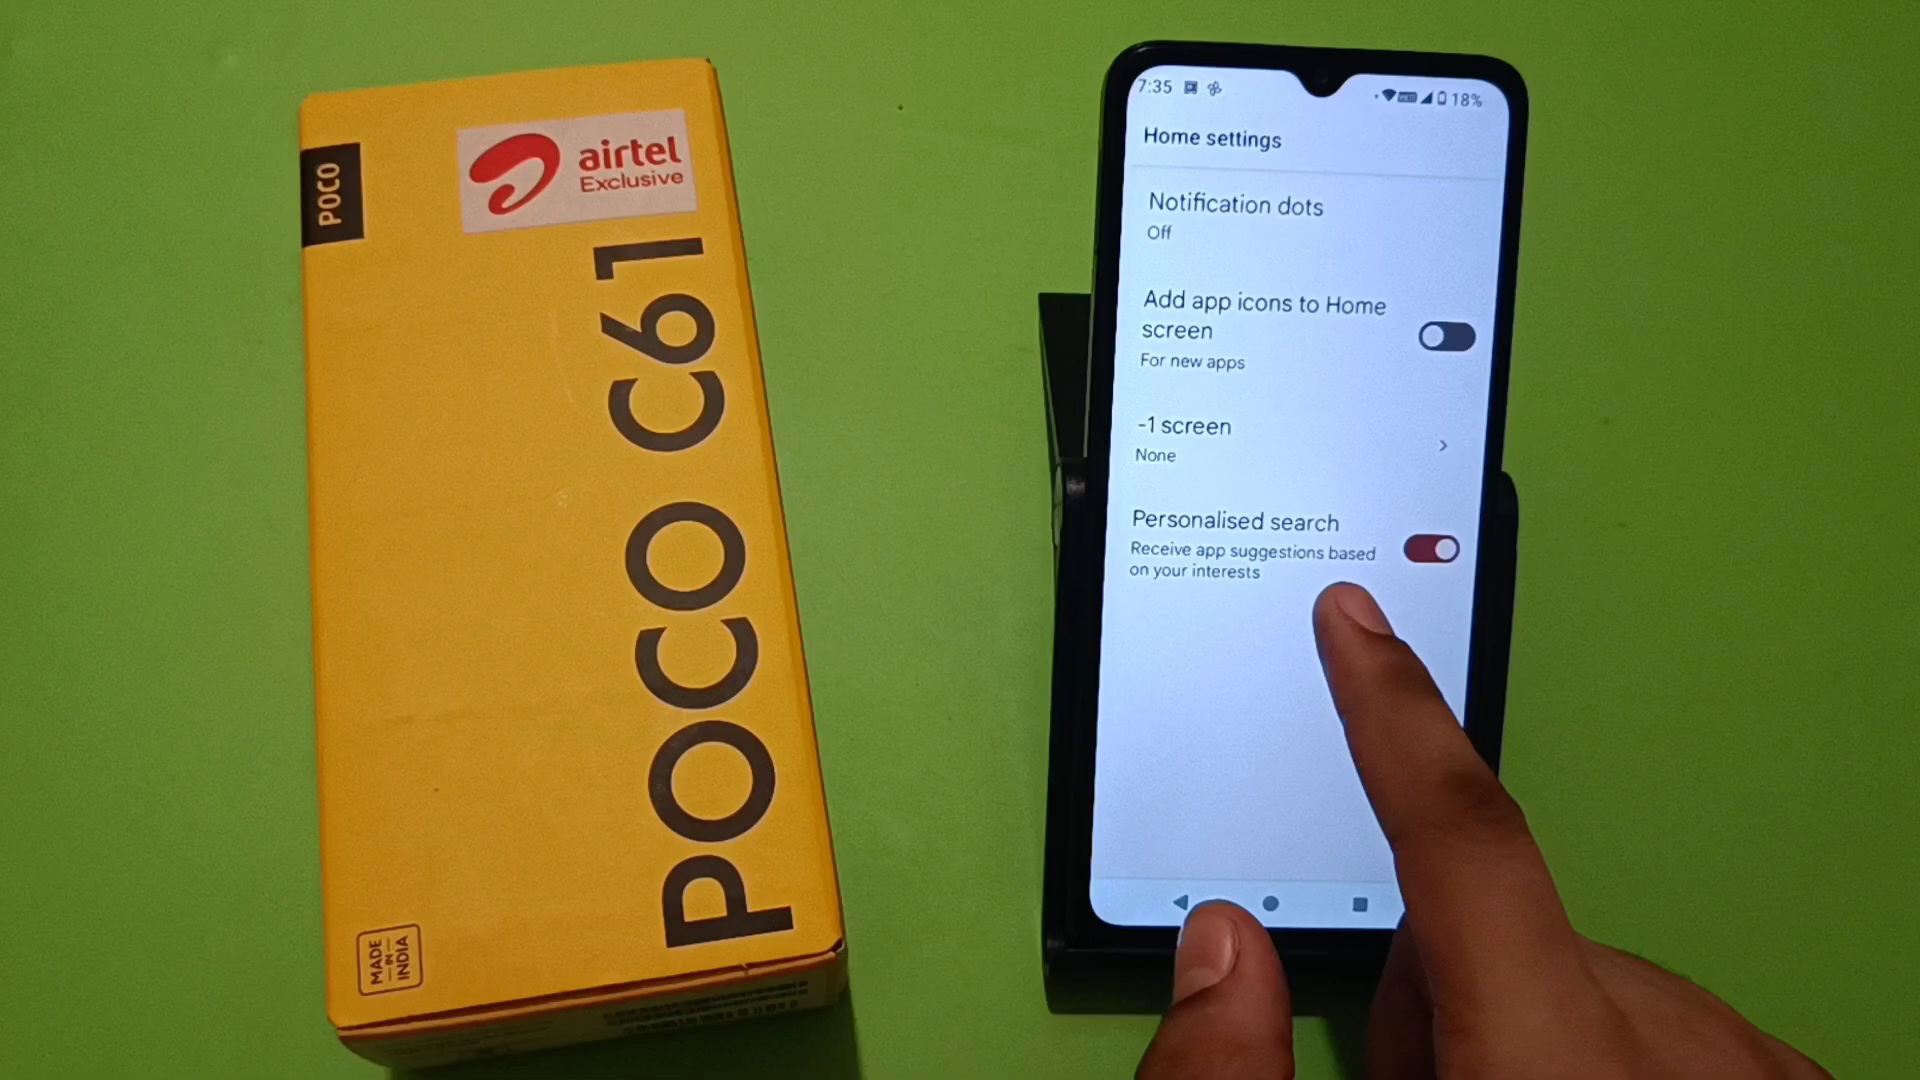 POCO
airtel
Exclusive
POCO C61
MADE
IN
INDIA
7:35
18%
Home settings
Notification dots
Off
Add app icons to Home
screen
For new apps
-1 screen
None
Personalised search
Receive app suggestions based
on your interests